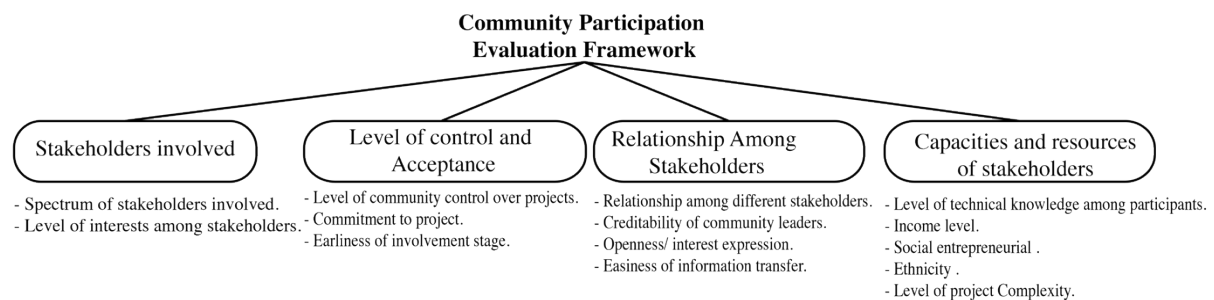 Community Participation
Evaluation Framework
Stakeholders involved
- Spectrum of stakeholders involved.
- Level of interests among stakeholders.
Level of control and
Acceptance
- Level of community control over projects.
- Commitment to project.
- Earliness of involvement stage.
Relationship Among
Stakeholders
- Relationship among different stakeholders.
- Creditability of community leaders.
- Openness/ interest expression.
- Easiness of information transfer.
Capacities and resources
of stakeholders
- Level of technical knowledge among participants.
- Income level.
- Social entrepreneurial .
- Ethnicity .
- Level of project Complexity.